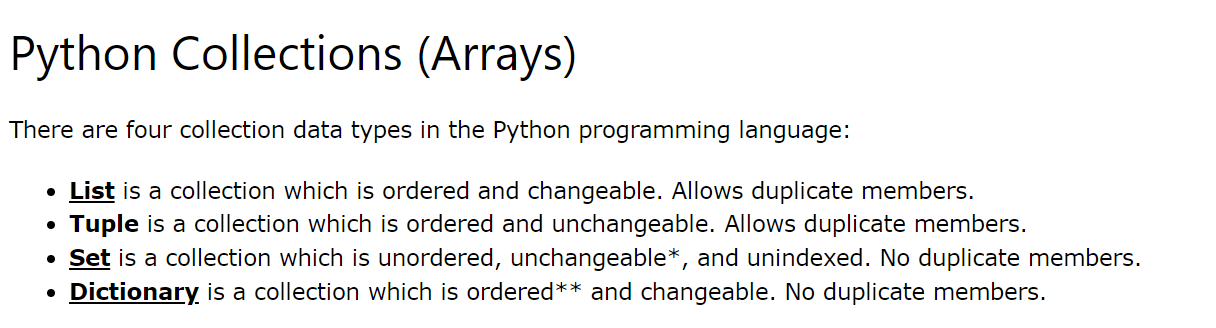 Python Collections (Arrays)
There are four collection data types in the Python programming language:
• List is a collection which is ordered and changeable. Allows duplicate members.
• Tuple is a collection which is ordered and unchangeable. Allows duplicate members.
• Set is a collection which is unordered, unchangeable*, and unindexed. No duplicate members.
• Dictionary is a collection which is ordered** and changeable. No duplicate members.